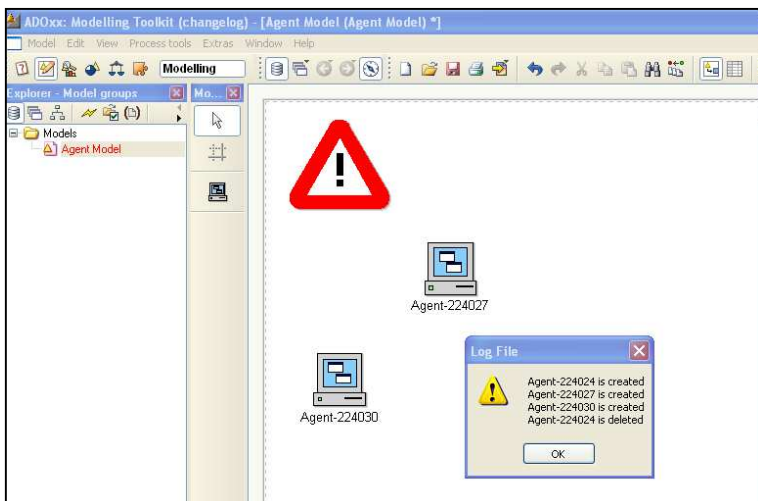 ADOxx: Modelling Toolkit (changelog) - [Agent Model (Agent Model) *]
Model Edit View Process tools Extras Window Help
Modelling
Explorer - Model groups
Mo...
Models
Agent Model
!
Agent-224027
Agent-224030
Log File
Agent-224024 is created
Agent-224027 is created
Agent-224030 is created
Agent-224024 is deleted
OK